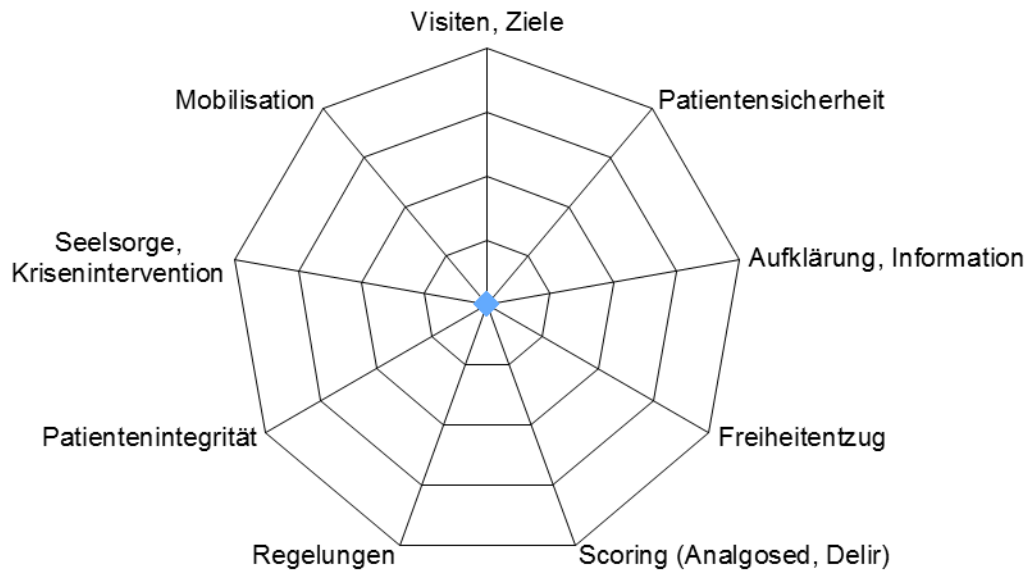 Visiten, Ziele
Mobilisation
Patientensicherheit
Seelsorge,
Krisenintervention
Aufklärung, Information
Patientenintegrität
Freiheitentzug
Regelungen
Scoring (Analgosed, Delir)